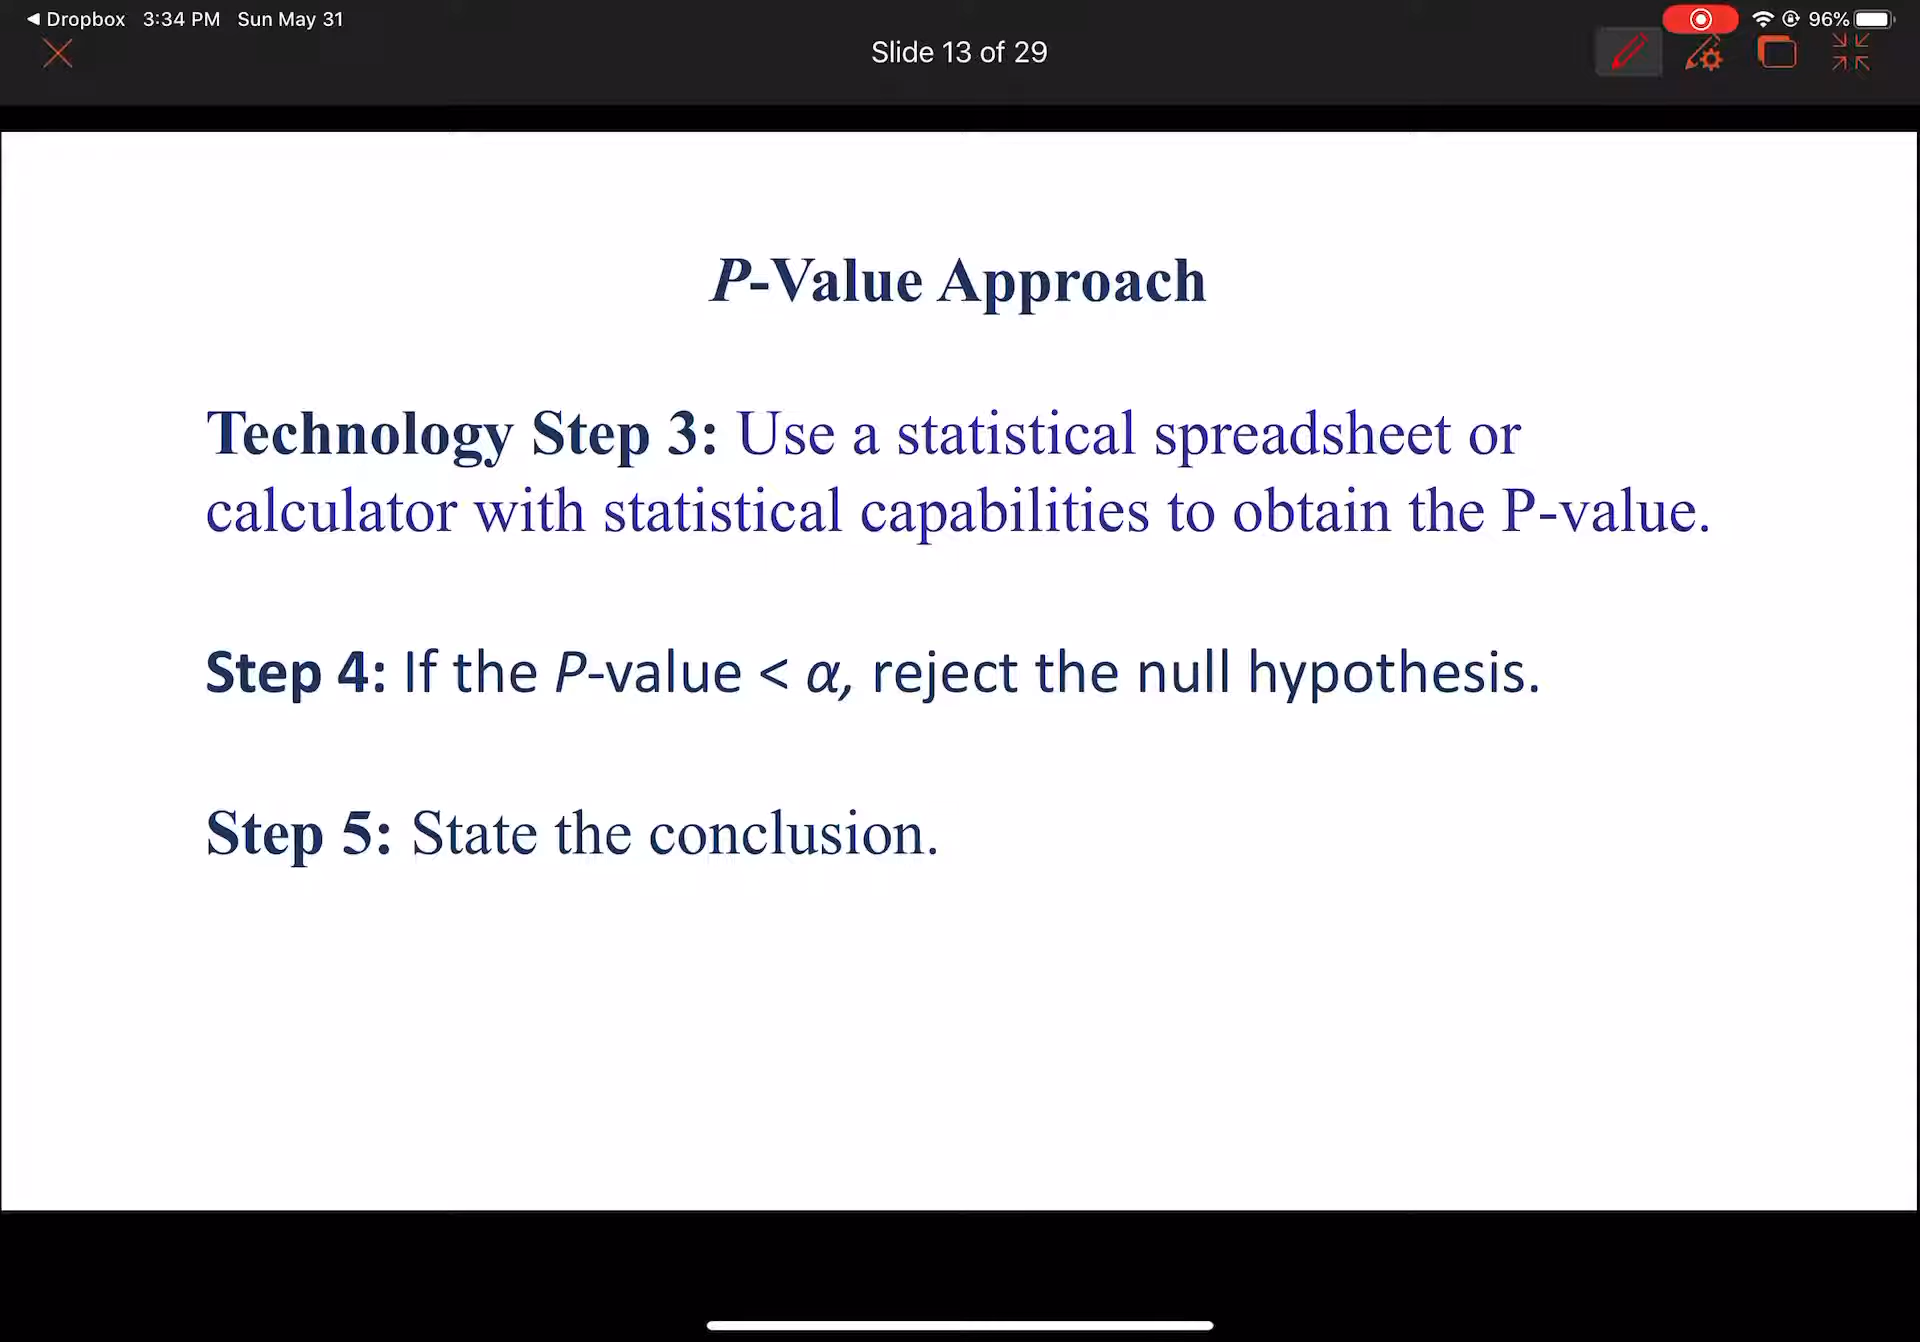 Dropbox 3:34 PM Sun May 31
96%
Slide 13 of 29
P-Value Approach
Technology Step 3: Use a statistical spreadsheet or
calculator with statistical capabilities to obtain the P-value.
Step 4: If the P-value < α, reject the null hypothesis.
Step 5: State the conclusion.